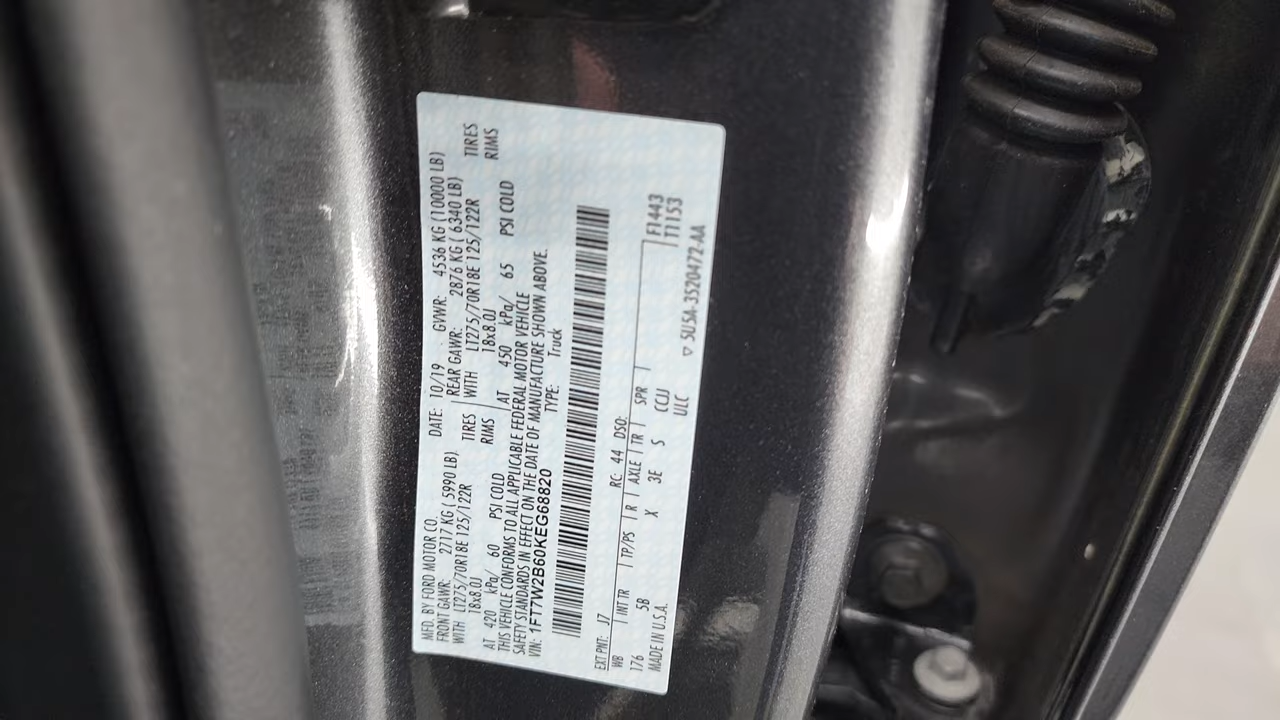 MFD. BY FORD MOTOR CO.
DATE: 10/19 GVWR: 4536 KG (10000 LB)
FRONT GAWR: 2717 KG ( 5990 LB) REAR GAWR: 2876 KG ( 6340 LB)
WITH LT275/70R18E 125/122R TIRES WITH LT275/70R18E 125/122R TIRES
18x8.0J RIMS 18x8.0J RIMS
AT 420 kPa/ 60 PSI COLD AT 450 kPa/ 65 PSI COLD
THIS VEHICLE CONFORMS TO ALL APPLICABLE FEDERAL MOTOR VEHICLE
SAFETY STANDARDS IN EFFECT ON THE DATE OF MANUFACTURE SHOWN ABOVE.
VIN: 1FT7W2B60KEG68820 TYPE: Truck
EXT PNT: J7 RC: 44 DSO: F1443
WB INT TR TP/PS R AXLE TR SPR T1153
176 5B X 3E S CCU
ULC
MADE IN U.S.A. ▽ 5U5A-3520472-AA